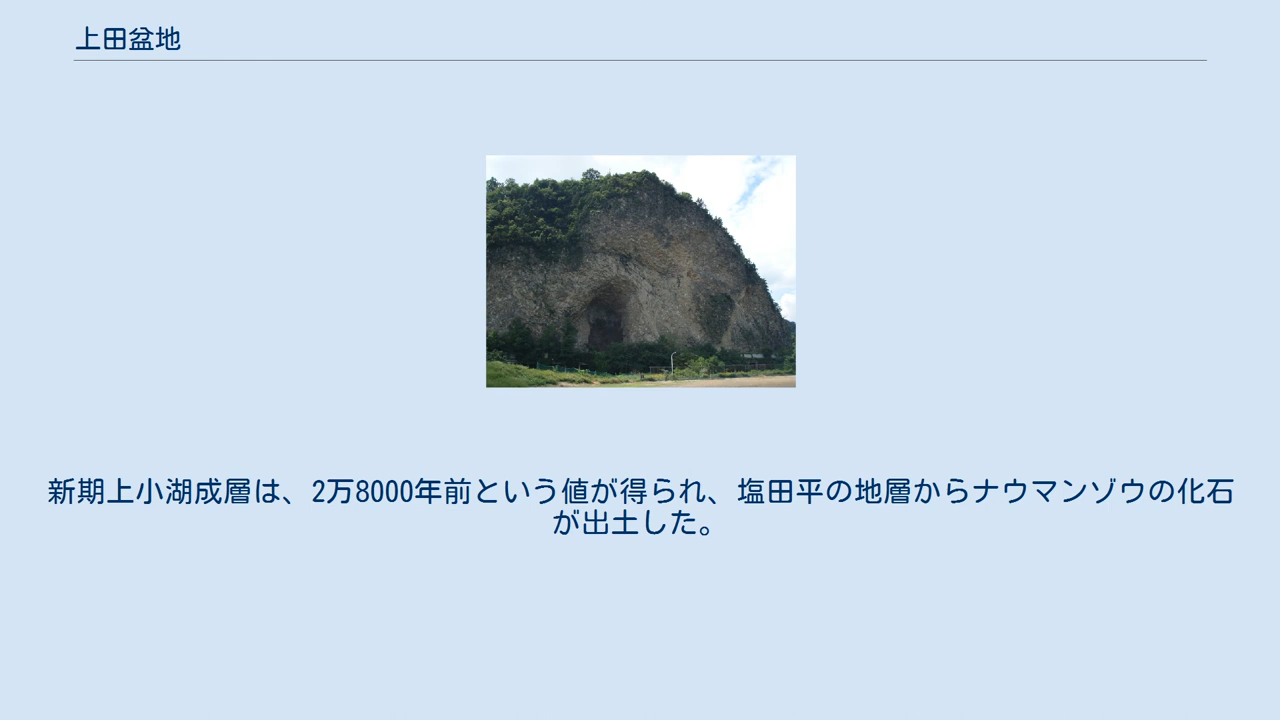 上田盆地
新期上小湖成層は、2万8000年前という値が得られ、塩田平の地層からナウマンゾウの化石
が出土した。